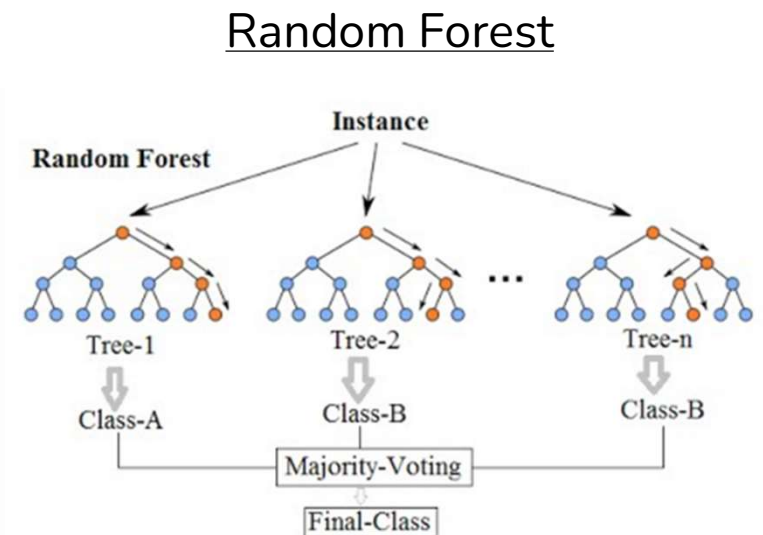 Random Forest
Instance
Random Forest
...
Tree-1
Tree-2
Tree-n
Class-A
Class-B
Class-B
Majority-Voting
Final-Class